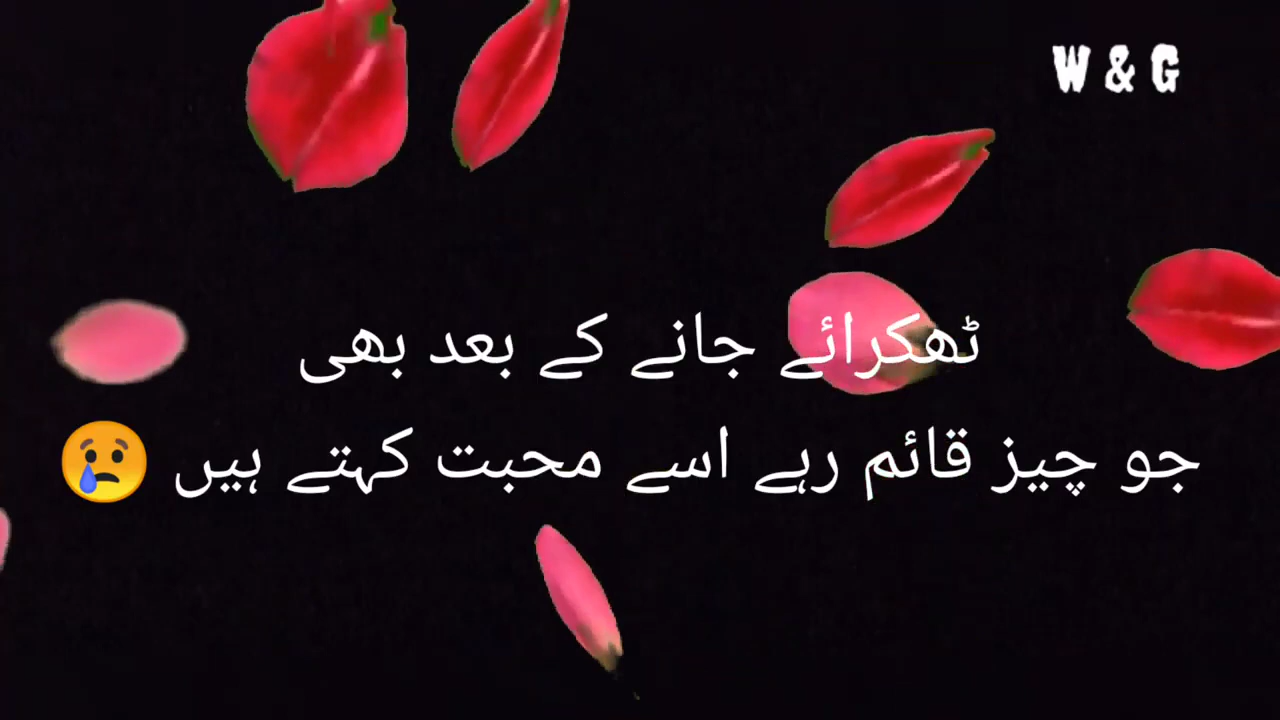 W & G
ٹھکرائے جانے کے بعد بھی
جو چیز قائم رہے اسے محبت کہتے ہیں 😢